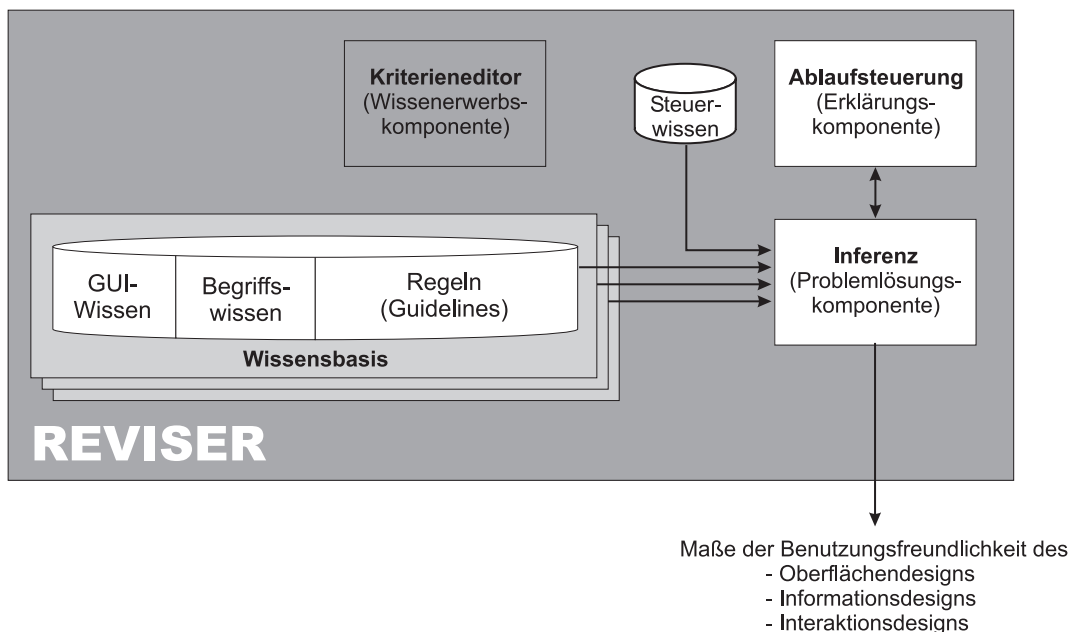 Kriterieneditor
(Wissenerwerbs-
komponente)
Steuer-
wissen
Ablaufsteuerung
(Erklärungs-
komponente)
GUI-
Wissen
Begriffs-
wissen
Regeln
(Guidelines)
Wissensbasis
Inferenz
(Problemlösungs-
komponente)
REVISER
Maße der Benutzungsfreundlichkeit des
- Oberflächendesigns
- Informationsdesigns
- Interaktionsdesigns